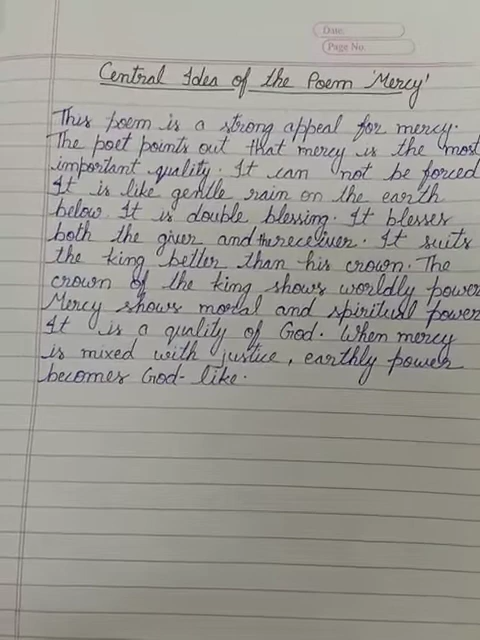 Date.
Page No.
Central Idea of the Poem 'Mercy'
This poem is a strong appeal for mercy.
The poet points out that mercy is the most
important quality. It can not be forced
It is like gentle rain on the earth
below. It is double blessing. It blesses
both the giver and the receiver. It suits
the king better than his crown. The
crown of the king shows worldly power
Mercy shows moral and spiritual power
It is a quality of God. When mercy
is mixed with justice, earthly power
becomes God-like.